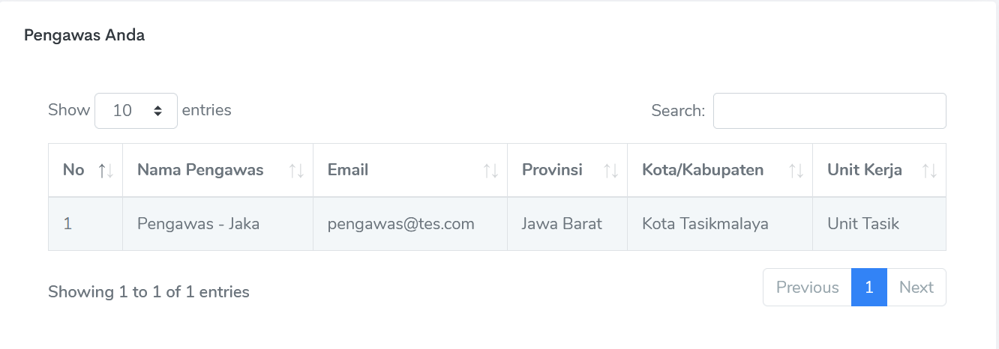 Pengawas Anda
Show 10 entries Search:
No Nama Pengawas Email Provinsi Kota/Kabupaten Unit Kerja
1 Pengawas - Jaka pengawas@tes.com Jawa Barat Kota Tasikmalaya Unit Tasik
Showing 1 to 1 of 1 entries Previous 1 Next